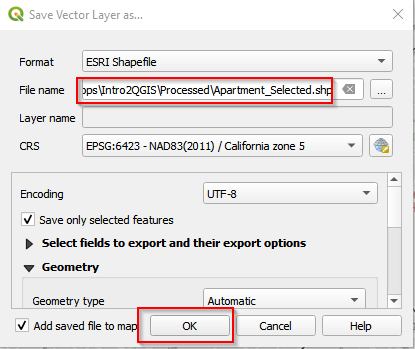 Save Vector Layer as...
Format ESRI Shapefile
File name ops\Intro2QGIS\Processed\Apartment_Selected.shp ...
Layer name
CRS EPSG:6423 - NAD83(2011) / California zone 5
Encoding UTF-8
Save only selected features
Select fields to export and their export options
Geometry
Geometry type Automatic
Add saved file to map OK Cancel Help